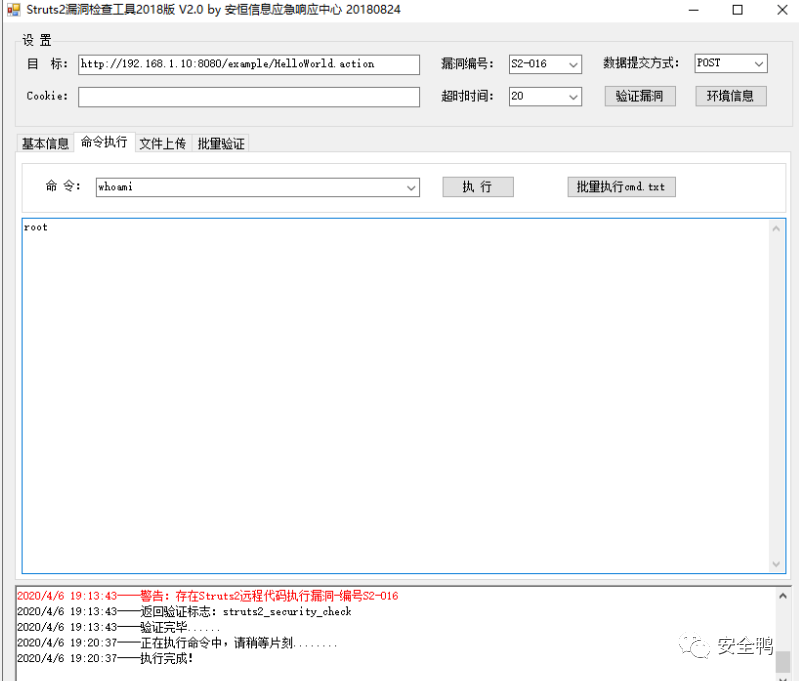 Struts2漏洞检查工具2018版 V2.0 by 安恒信息应急响应中心 20180824
设 置
目 标: http://192.168.1.10:8080/example/HelloWorld.action 漏洞编号: S2-016 数据提交方式: POST
Cookie: 超时时间: 20 验证漏洞 环境信息
基本信息 命令执行 文件上传 批量验证
命 令: whoami 执 行 批量执行cmd.txt
root
2020/4/6 19:13:43——警告: 存在Struts2远程代码执行漏洞-编号S2-016
2020/4/6 19:13:43——返回验证标志: struts2_security_check
2020/4/6 19:13:43——验证完毕......
2020/4/6 19:20:37——正在执行命令中，请稍等片刻........
2020/4/6 19:20:37——执行完成!
安全鸭